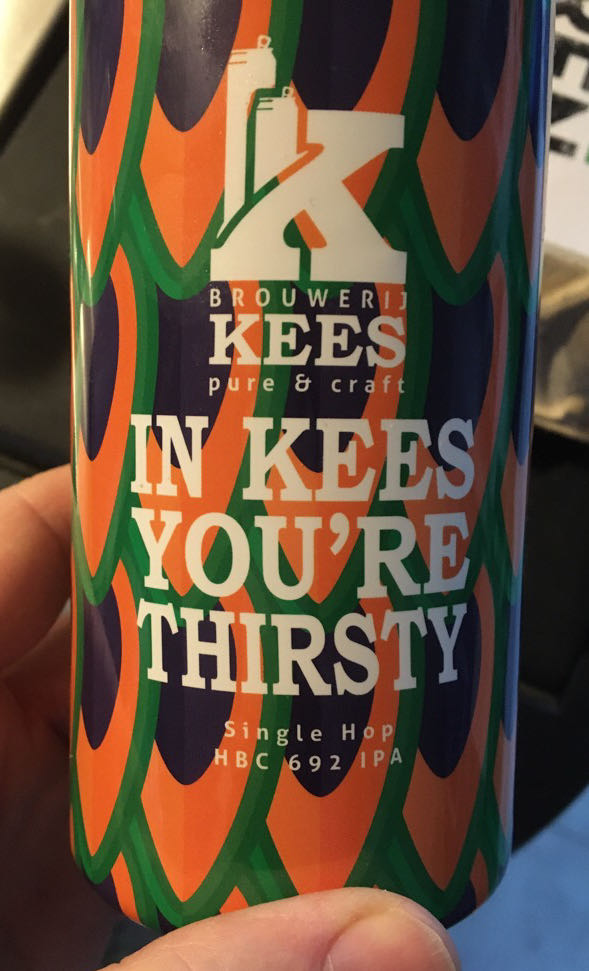 BROUWERIJ
KEES
pure & craft
IN KEES
YOU'RE
THIRSTY
Single Hop
HBC 692 IPA